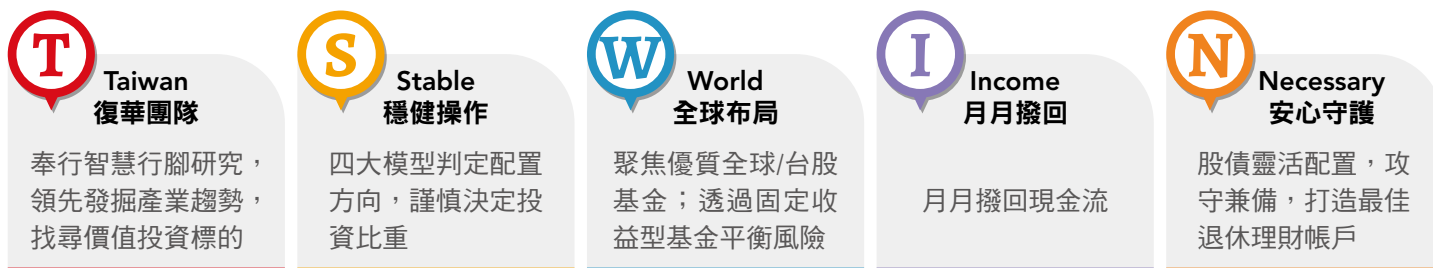 T
Taiwan
復華團隊
奉行智慧行腳研究，
領先發掘產業趨勢，
找尋價值投資標的
S
Stable
穩健操作
四大模型判定配置
方向，謹慎決定投
資比重
W
World
全球布局
聚焦優質全球/台股
基金；透過固定收
益型基金平衡風險
I
Income
月月撥回
月月撥回現金流
N
Necessary
安心守護
股債靈活配置，攻
守兼備，打造最佳
退休理財帳戶